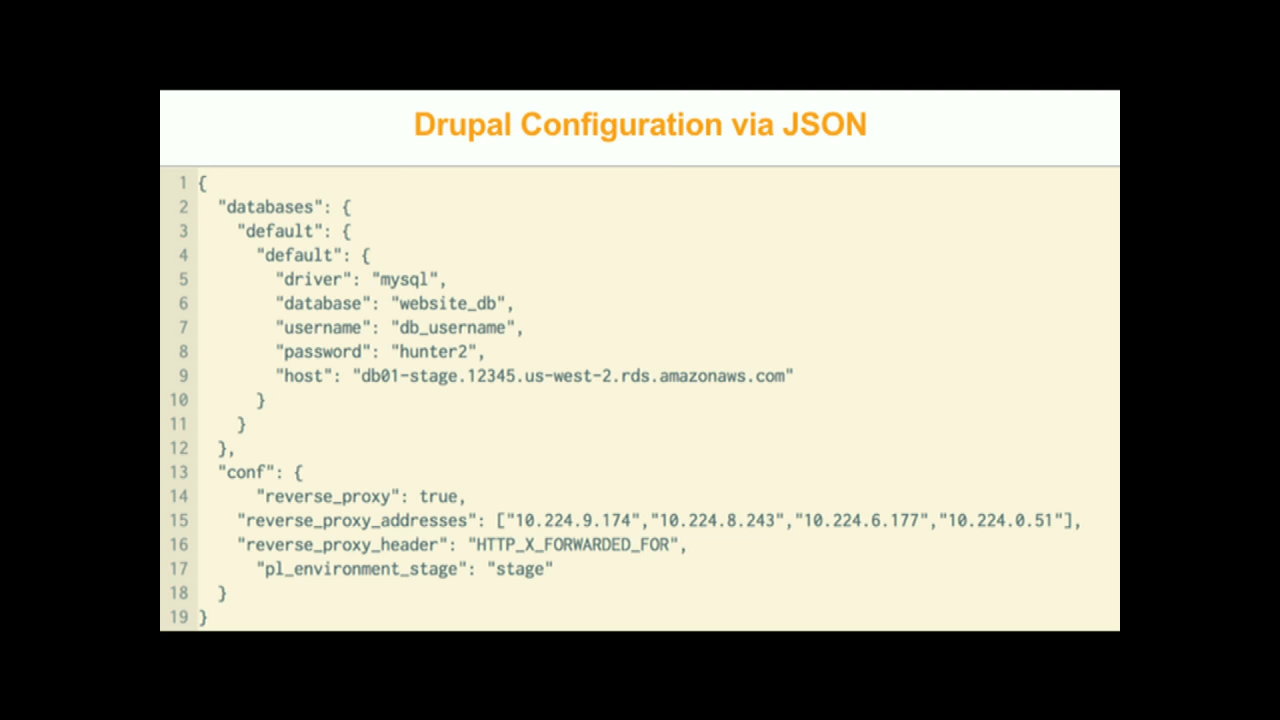 Drupal Configuration via JSON
1 {
2   "databases": {
3     "default": {
4       "default": {
5         "driver": "mysql",
6         "database": "website_db",
7         "username": "db_username",
8         "password": "hunter2",
9         "host": "db01-stage.12345.us-west-2.rds.amazonaws.com"
10       }
11     }
12   },
13   "conf": {
14       "reverse_proxy": true,
15     "reverse_proxy_addresses": ["10.224.9.174","10.224.8.243","10.224.6.177","10.224.0.51"],
16     "reverse_proxy_header": "HTTP_X_FORWARDED_FOR",
17       "pl_environment_stage": "stage"
18   }
19 }